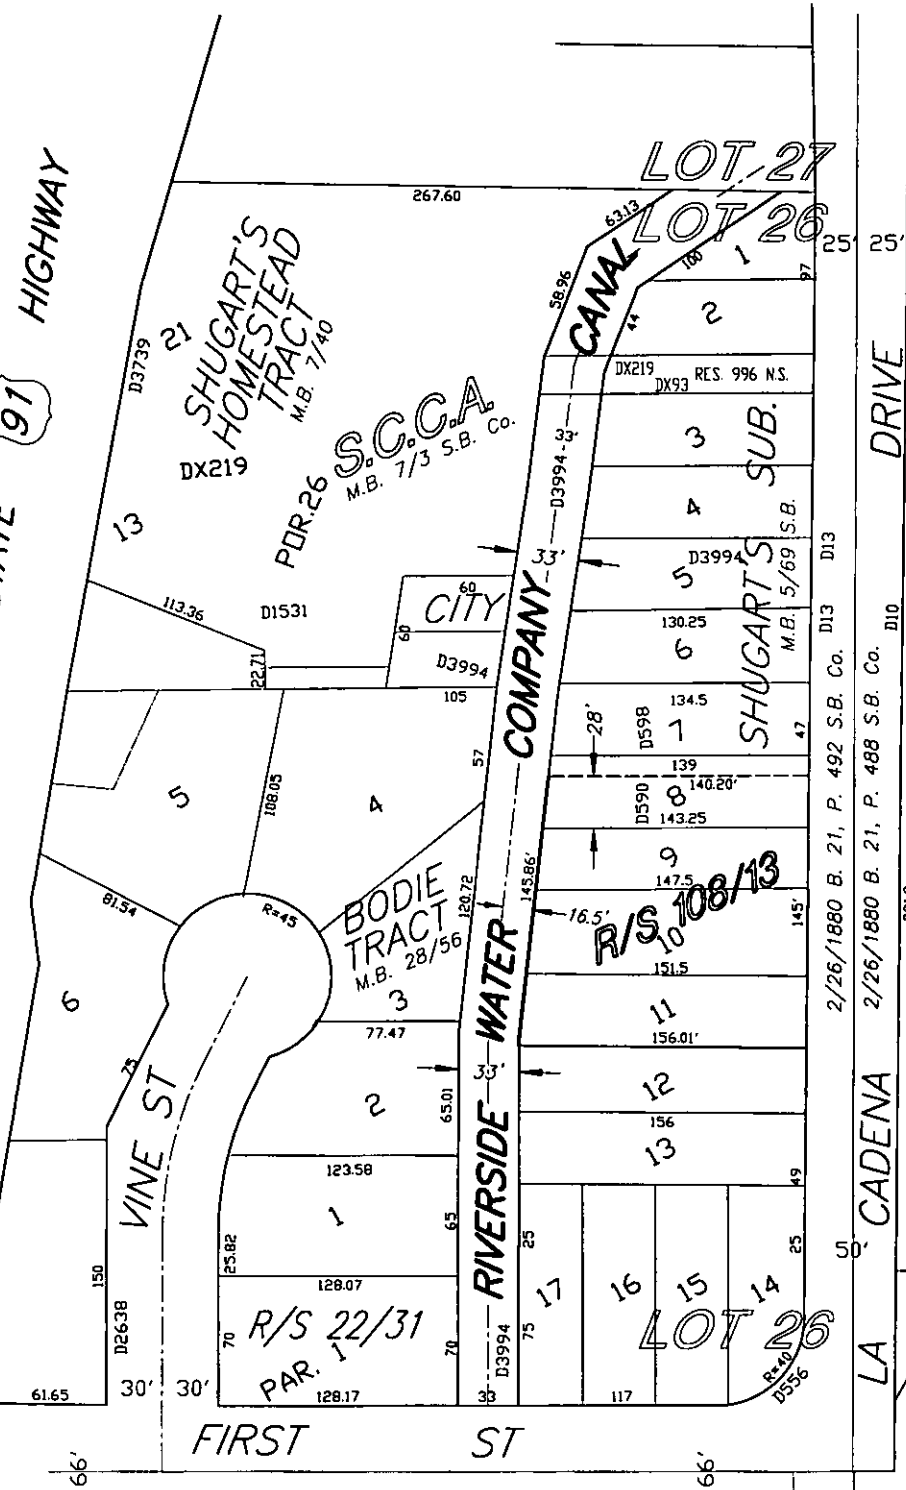 LOT 27
267.60
63.13
LOT 26
25'
25'
HIGHWAY
SHUGART'S
HOMESTEAD
TRACT
M.B. 7/40
21
D3739
91
58.96
CANAL
100
1
97
44
2
DX219
DX93
RES. 996 N.S.
DX219
S.C.C.A.
M.B. 7/3 S.B. Co.
POR.26
13
33'
D3994
3
4
SHUGART'S SUB.
M.B. 5/69 S.B.
DRIVE
33'
D3994
5
D13
113.36
D1531
60
60
CITY
D3994
22.71
130.25
6
D13
D10
COMPANY
105
134.5
28'
D598
7
47
57
139
140.20'
D590
8
143.25
5
108.05
4
2/26/1880 B. 21, P. 492 S.B. Co.
2/26/1880 B. 21, P. 488 S.B. Co.
9
147.5
81.54
R=45
BODIE
TRACT
M.B. 28/56
120.72
145.86'
16.5'
R/S 108/13
145'
10
151.5
6
3
77.47
WATER
11
156.01'
33'
75
VINE ST
2
65.01
12
156
13
49
123.58
CADENA
1
65
RIVERSIDE
25
25
50'
25.82
150
128.07
17
16
15
14
D2638
R/S 22/31
PAR. 1
70
70
D3994
75
LOT 26
R=40
D556
LA
61.65
30'
30'
128.17
33
117
FIRST ST
66'
66'